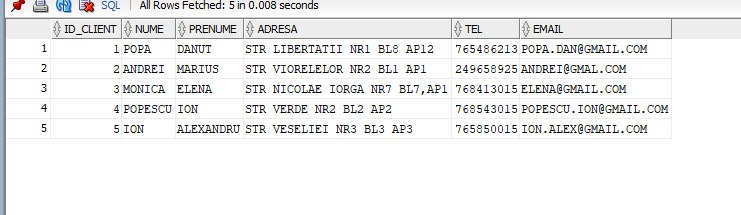 SQL | All Rows Fetched: 5 in 0.008 seconds
ID_CLIENT NUME PRENUME ADRESA TEL EMAIL
1 1 POPA DANUT STR LIBERTATII NR1 BL8 AP12 765486213 POPA.DAN@GMAIL.COM
2 2 ANDREI MARIUS STR VIORELELOR NR2 BL1 AP1 249658925 ANDREI@GMAL.COM
3 3 MONICA ELENA STR NICOLAE IORGA NR7 BL7,AP1 768413015 ELENA@GMAIL.COM
4 4 POPESCU ION STR VERDE NR2 BL2 AP2 768543015 POPESCU.ION@GMAIL.COM
5 5 ION ALEXANDRU STR VESELIEI NR3 BL3 AP3 765850015 ION.ALEX@GMAIL.COM